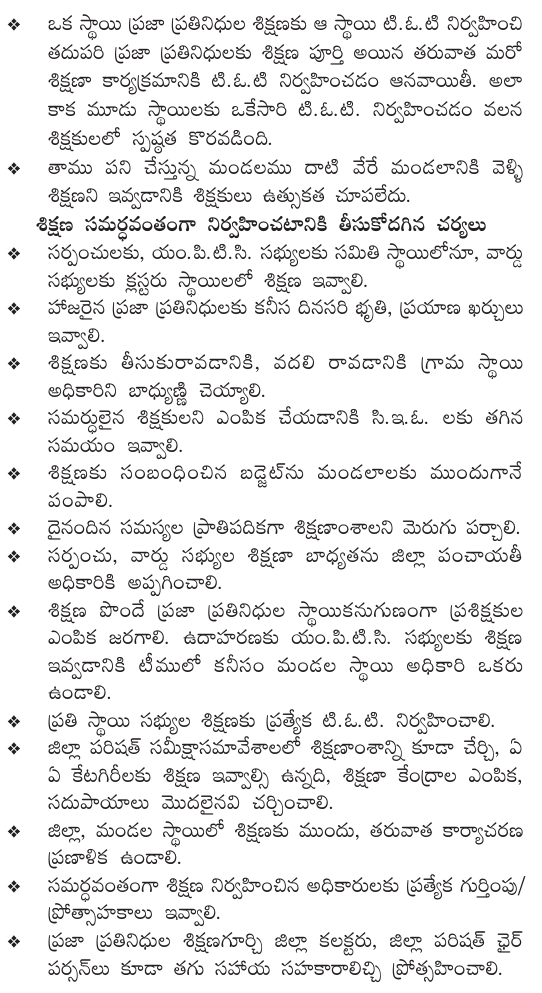 ❖ ఒక స్థాయి ప్రజా ప్రతినిధుల శిక్షణకు ఆ స్థాయి టి.ఓ.టి నిర్వహించి
తదుపరి ప్రజా ప్రతినిధులకు శిక్షణ పూర్తి అయిన తరువాత మరో
శిక్షణా కార్యక్రమానికి టి.ఓ.టి నిర్వహించడం ఆనవాయితీ. అలా
కాక మూడు స్థాయిలకు ఒకేసారి టి.ఓ.టి. నిర్వహించడం వలన
శిక్షకులలో స్పష్ఠత కొరవడింది.
❖ తాము పని చేస్తున్న మండలము దాటి వేరే మండలానికి వెళ్ళి
శిక్షణని ఇవ్వడానికి శిక్షకులు ఉత్సుకత చూపలేదు.
శిక్షణ సమర్ధవంతంగా నిర్వహించటానికి తీసుకోదగిన చర్యలు
❖ సర్పంచులకు, యం.పి.టి.సి. సభ్యులకు సమితి స్థాయిలోనూ, వార్డు
సభ్యులకు క్లస్టరు స్థాయిలలో శిక్షణ ఇవ్వాలి.
❖ హాజరైన ప్రజా ప్రతినిధులకు కనీస దినసరి భృతి, ప్రయాణ ఖర్చులు
ఇవ్వాలి.
❖ శిక్షణకు తీసుకురావడానికి, వదలి రావడానికి గ్రామ స్థాయి
అధికారిని బాధ్యుణ్ణి చెయ్యాలి.
❖ సమర్ధులైన శిక్షకులని ఎంపిక చేయడానికి సి.ఇ.ఓ. లకు తగిన
సమయం ఇవ్వాలి.
❖ శిక్షణకు సంబంధించిన బడ్జెట్‌ను మండలాలకు ముందుగానే
పంపాలి.
❖ దైనందిన సమస్యల ప్రాతిపదికగా శిక్షణాంశాలని మెరుగు పర్చాలి.
❖ సర్పంచు, వార్డు సభ్యుల శిక్షణా బాధ్యతను జిల్లా పంచాయతీ
అధికారికి అప్పగించాలి.
❖ శిక్షణ పొందే ప్రజా ప్రతినిధుల స్థాయికనుగుణంగా ప్రశిక్షకుల
ఎంపిక జరగాలి. ఉదాహరణకు యం.పి.టి.సి. సభ్యులకు శిక్షణ
ఇవ్వడానికి టీములో కనీసం మండల స్థాయి అధికారి ఒకరు
ఉండాలి.
❖ ప్రతి స్థాయి సభ్యుల శిక్షణకు ప్రత్యేక టి.ఓ.టి. నిర్వహించాలి.
❖ జిల్లా పరిషత్ సమీక్షాసమావేశాలలో శిక్షణాంశాన్ని కూడా చేర్చి, ఏ
ఏ కేటగిరీలకు శిక్షణ ఇవ్వాల్సి ఉన్నది, శిక్షణా కేంద్రాల ఎంపిక,
సదుపాయాలు మొదలైనవి చర్చించాలి.
❖ జిల్లా, మండల స్థాయిలో శిక్షణకు ముందు, తరువాత కార్యాచరణ
ప్రణాళిక ఉండాలి.
❖ సమర్ధవంతంగా శిక్షణ నిర్వహించిన అధికారులకు ప్రత్యేక గుర్తింపు/
ప్రోత్సాహకాలు ఇవ్వాలి.
❖ ప్రజా ప్రతినిధుల శిక్షణగూర్చి జిల్లా కలక్టరు, జిల్లా పరిషత్ ఛైర్
పర్సన్‌లు కూడా తగు సహాయ సహకారాలిచ్చి ప్రోత్సహించాలి.